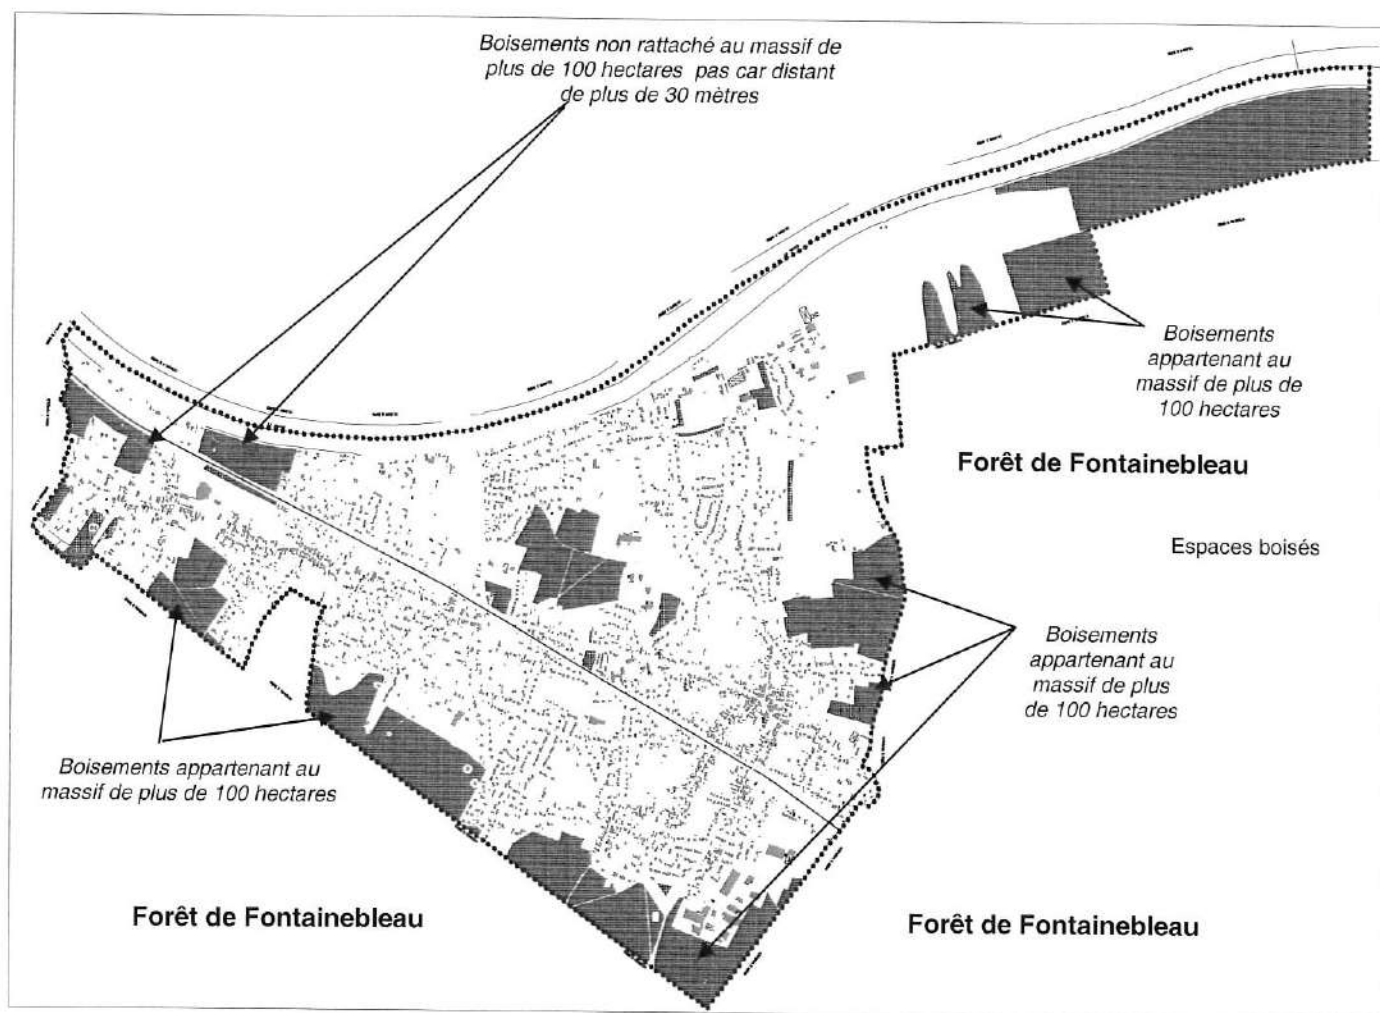 Boisements non rattaché au massif de
plus de 100 hectares pas car distant
de plus de 30 mètres
Boisements
appartenant au
massif de plus de
100 hectares
Forêt de Fontainebleau
Espaces boisés
Boisements
appartenant au
massif de plus
de 100 hectares
Boisements appartenant au
massif de plus de 100 hectares
Forêt de Fontainebleau
Forêt de Fontainebleau